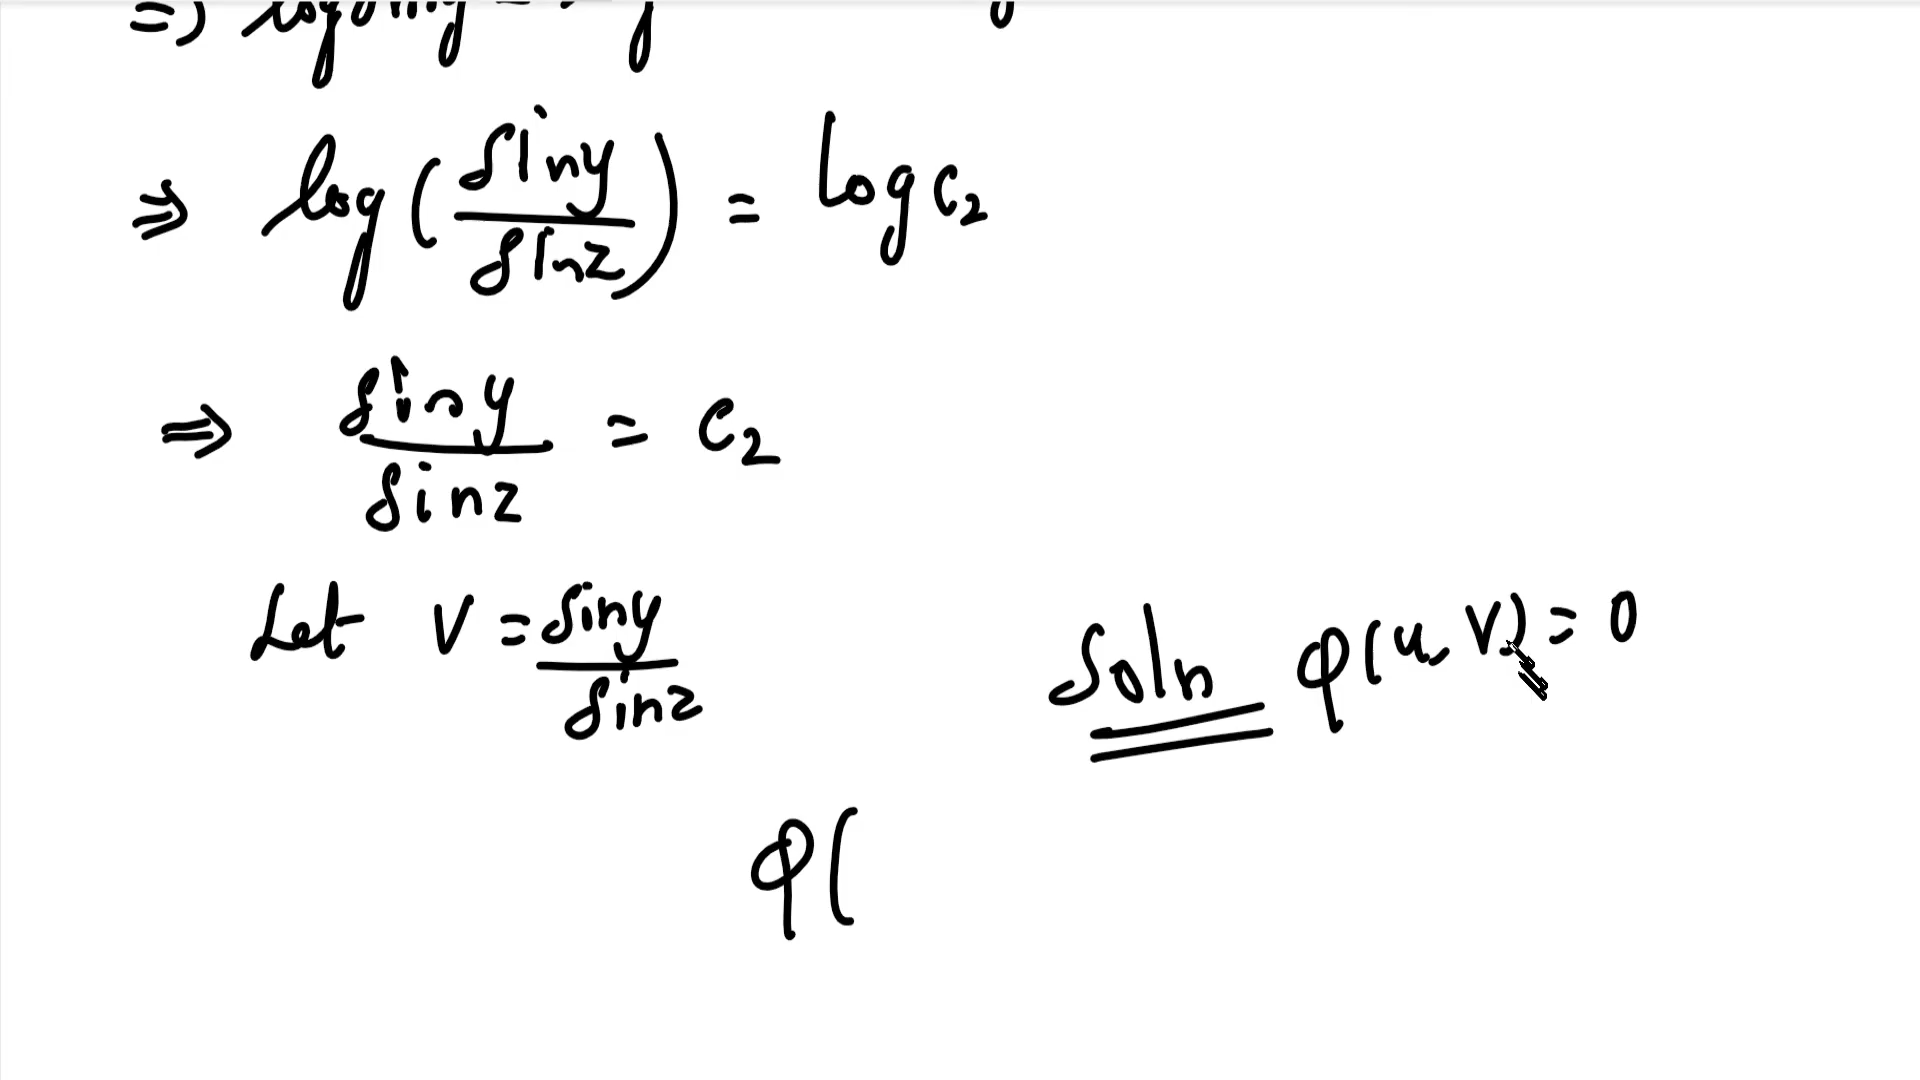 ⇒ log(siny/sinz) = log c₂
⇒ siny/sinz = c₂
Let v = siny/sinz
Soln φ(u, v) = 0
φ(